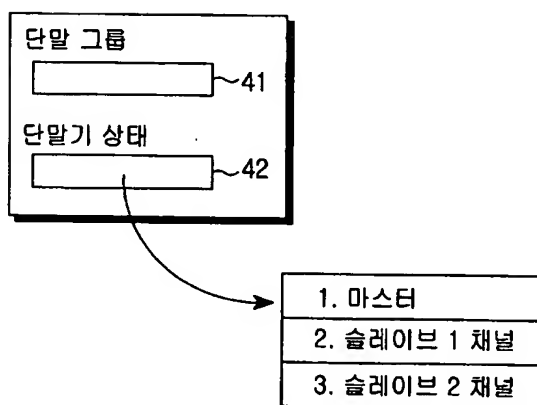 단말 그룹
41
단말기 상태
42
1. 마스터
2. 슬레이브 1 채널
3. 슬레이브 2 채널